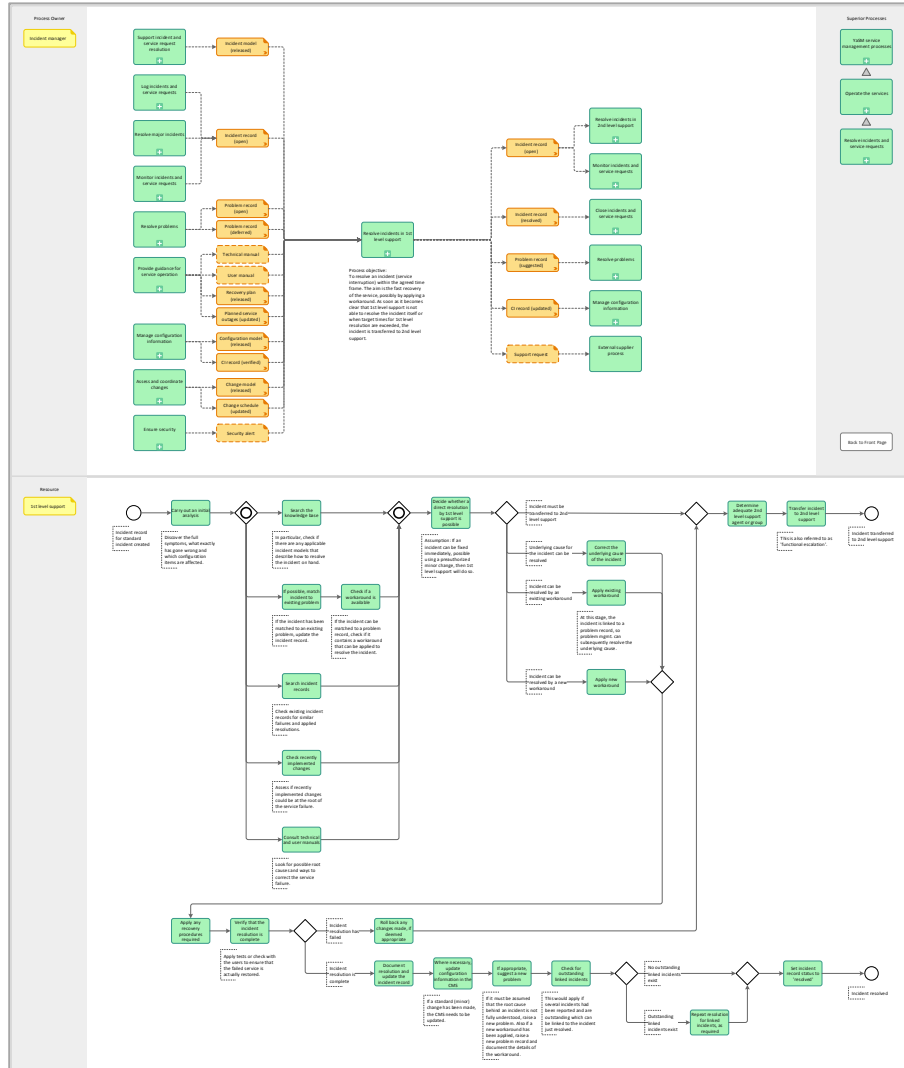 Process Owner
Incident manager
Support incident and
service request
resolution
Log incidents and
service requests
Resolve major incidents
Monitor incidents and
service requests
Resolve problems
Provide guidance for
service operation
Manage configuration
information
Assess and coordinate
changes
Ensure security
Incident model
(released)
Incident record
(open)
Problem record
(open)
Problem record
(deferred)
Technical manual
User manual
Recovery plan
(released)
Planned service
outages (updated)
Configuration model
(released)
CI record (verified)
Change model
(released)
Change schedule
(updated)
Security alert
Resolve incidents in 1st
level support
Process objective:
To resolve an incident (service
interruption) within the agreed time
frame. The aim is the fast recovery
of the service, possibly by applying a
workaround. As soon as it becomes
clear that 1st level support is not
able to resolve the incident itself or
when target times for 1st level
resolution are exceeded, the
incident is transferred to 2nd level
support.
Incident record
(open)
Incident record
(resolved)
Problem record
(suggested)
CI record (updated)
Support request
Resolve incidents in
2nd level support
Monitor incidents and
service requests
Close incidents and
service requests
Resolve problems
Manage configuration
information
External supplier
process
Superior Processes
YaSM service
management processes
Operate the services
Resolve incidents and
service requests
Back to Front Page
Resource
1st level support
Incident record
for standard
incident created
Carry out an initial
analysis
Discover the full
symptoms, what exactly
has gone wrong and
which configuration
items are affected.
Search the
knowledge base
In particular, check if
there are any applicable
incident models that
describe how to resolve
the incident on hand.
If possible, match
incident to
existing problem
If the incident has been
matched to an existing
problem, update the
incident record.
Check if a
workaround is
available
If the incident can be
matched to a problem
record, check if it
contains a workaround
that can be applied to
resolve the incident.
Search incident
records
Check existing incident
records for similar
failures and applied
resolutions.
Check recently
implemented
changes
Assess if recently
implemented changes
could be at the root of
the service failure.
Consult technical
and user manuals
Look for possible root
causes and ways to
correct the service
failure.
Decide whether a
direct resolution
by 1st level
support is
possible
Assumption: If an
incident can be fixed
immediately, possible
using a preauthorized
minor change, then 1st
level support will do so.
Incident must be
transferred to 2nd
level support
Underlying cause for
the incident can be
resolved
Correct the
underlying cause
of the incident
Incident can be
resolved by an
existing workaround
Apply existing
workaround
At this stage, the
incident is linked to a
problem record, so
problem mgmt. can
subsequently resolve the
underlying cause.
Incident can be
resolved by a new
workaround
Apply new
workaround
Determine
adequate 2nd
level support
agent or group
Transfer incident
to 2nd level
support
This is also referred to as
'functional escalation'.
Incident transferred
to 2nd level support
Apply any
recovery
procedures
required
Verify that the
incident
resolution is
complete
Apply tests or check with
the users to ensure that
the failed service is
actually restored.
Incident
resolution has
failed
Roll back any
changes made, if
deemed
appropriate
Incident
resolution is
complete
Document
resolution and
update the
incident record
Where necessary,
update
configuration
information in the
CMS
If a standard (minor)
change has been made,
the CMS needs to be
updated.
If appropriate,
suggest a new
problem
If it must be assumed
that the root cause
behind an incident is not
fully understood, raise a
new problem. Also if a
new workaround has
been applied, raise a
new problem record and
document the details of
the workaround.
Check for
outstanding
linked incidents
This would apply if
several incidents had
been reported and are
outstanding which can
be linked to the incident
just resolved.
No outstanding
linked incidents
exist
Outstanding
linked
incidents exist
Repeat resolution
for linked
incidents, as
required
Set incident
record status to
'resolved'
Incident resolved